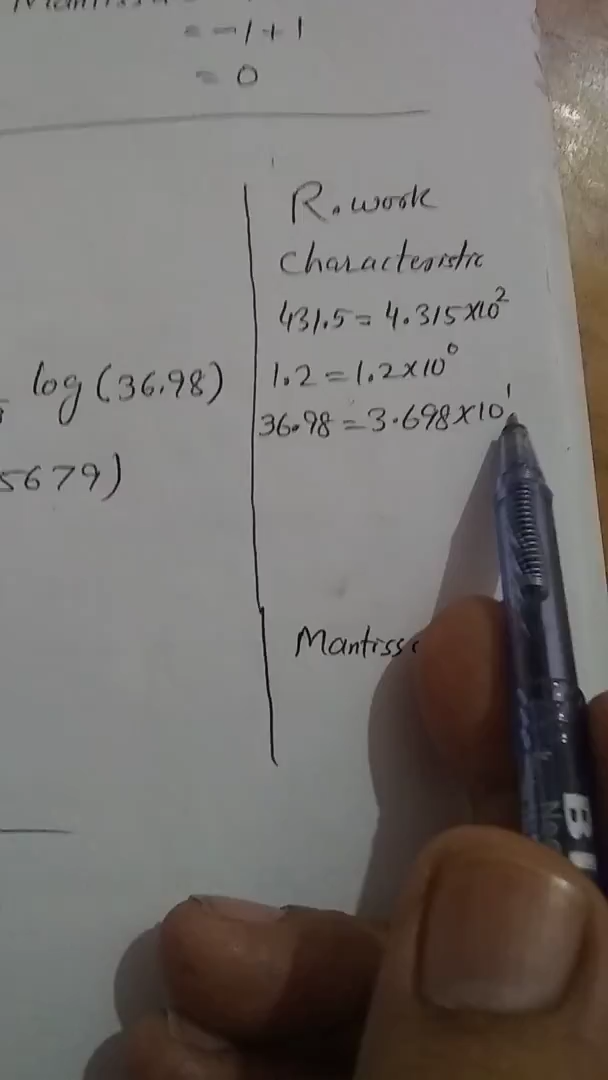 = -1+1
= 0
R.work
Characteristic
431.5 = 4.315×10²
1.2 = 1.2×10⁰
log(36.98)
36.98 = 3.698×10¹
5679)
Mantiss